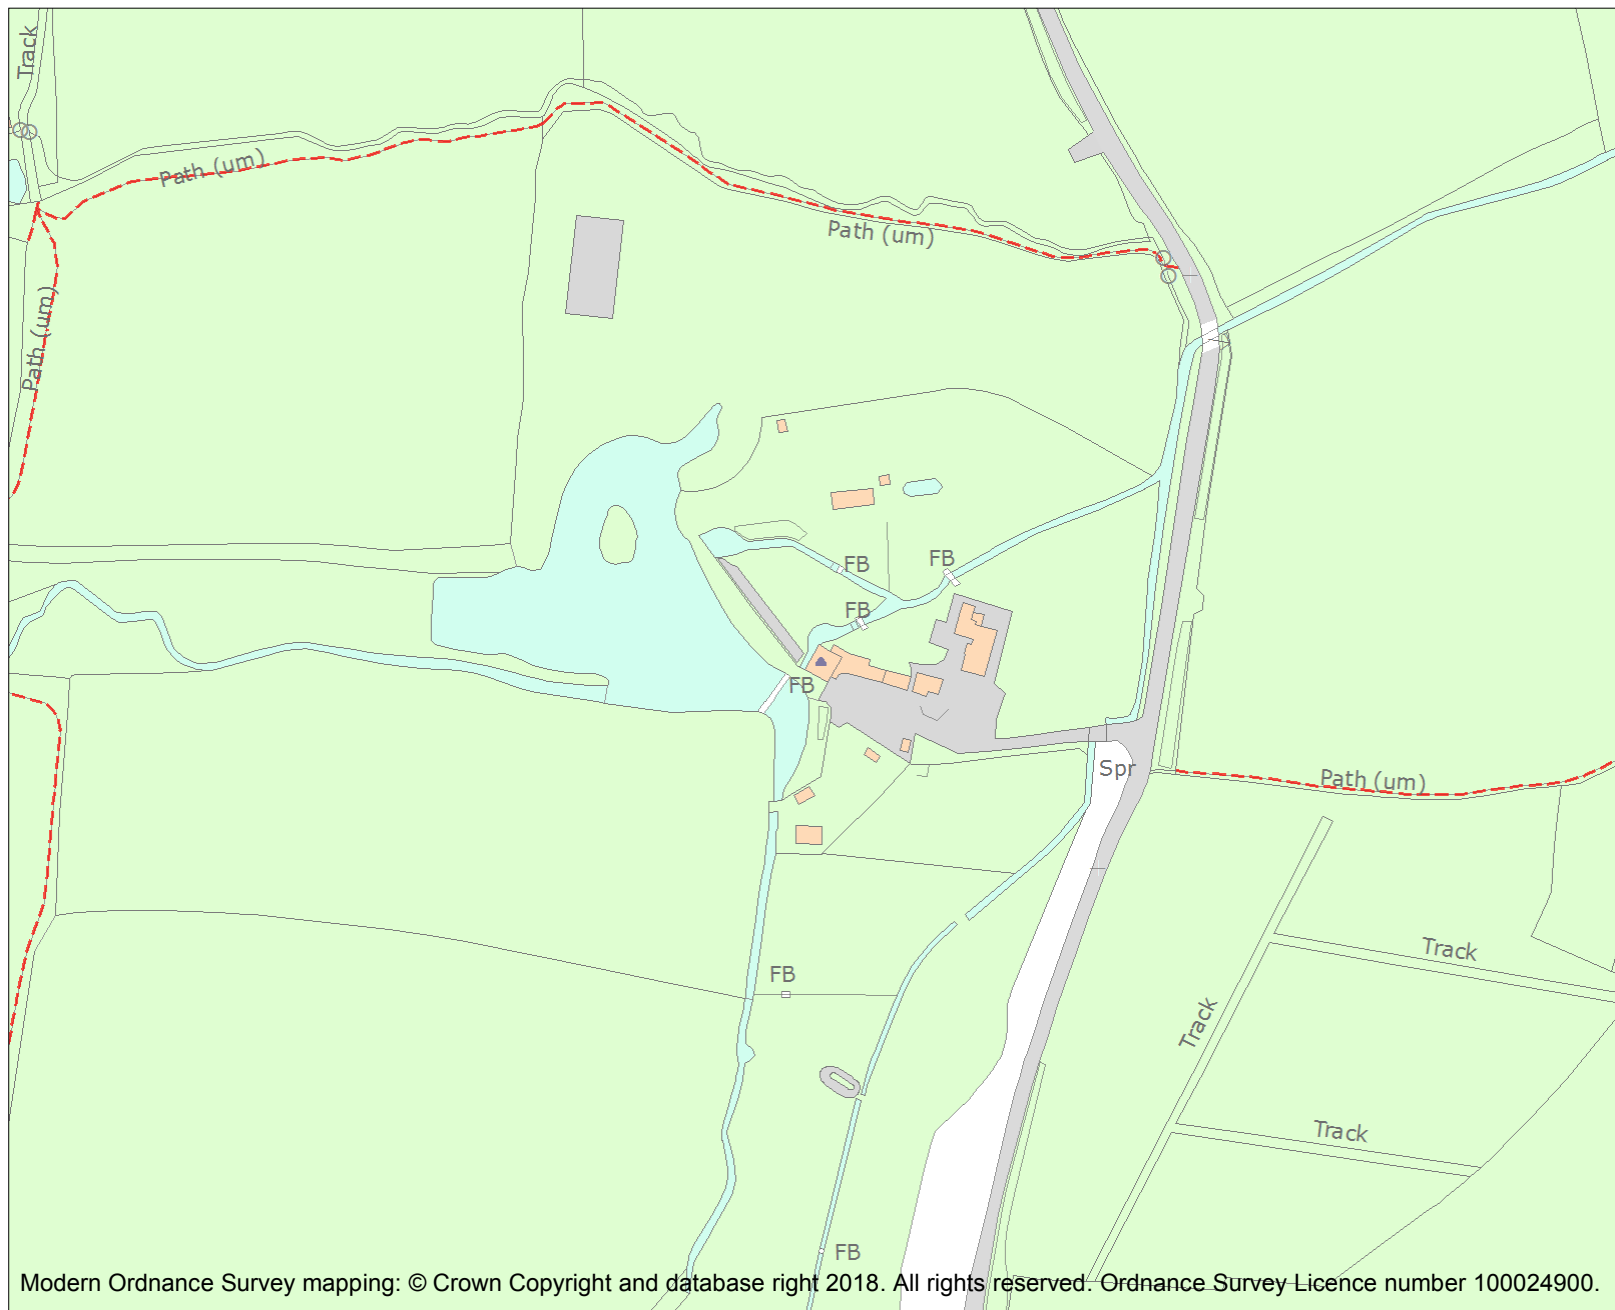 Track
Path (um)
Path (um)
Path (um)
FB
FB
FB
FB
Spr
Path (um)
Track
FB
Track
Track
FB
Modern Ordnance Survey mapping: © Crown Copyright and database right 2018. All rights reserved. Ordnance Survey Licence number 100024900.